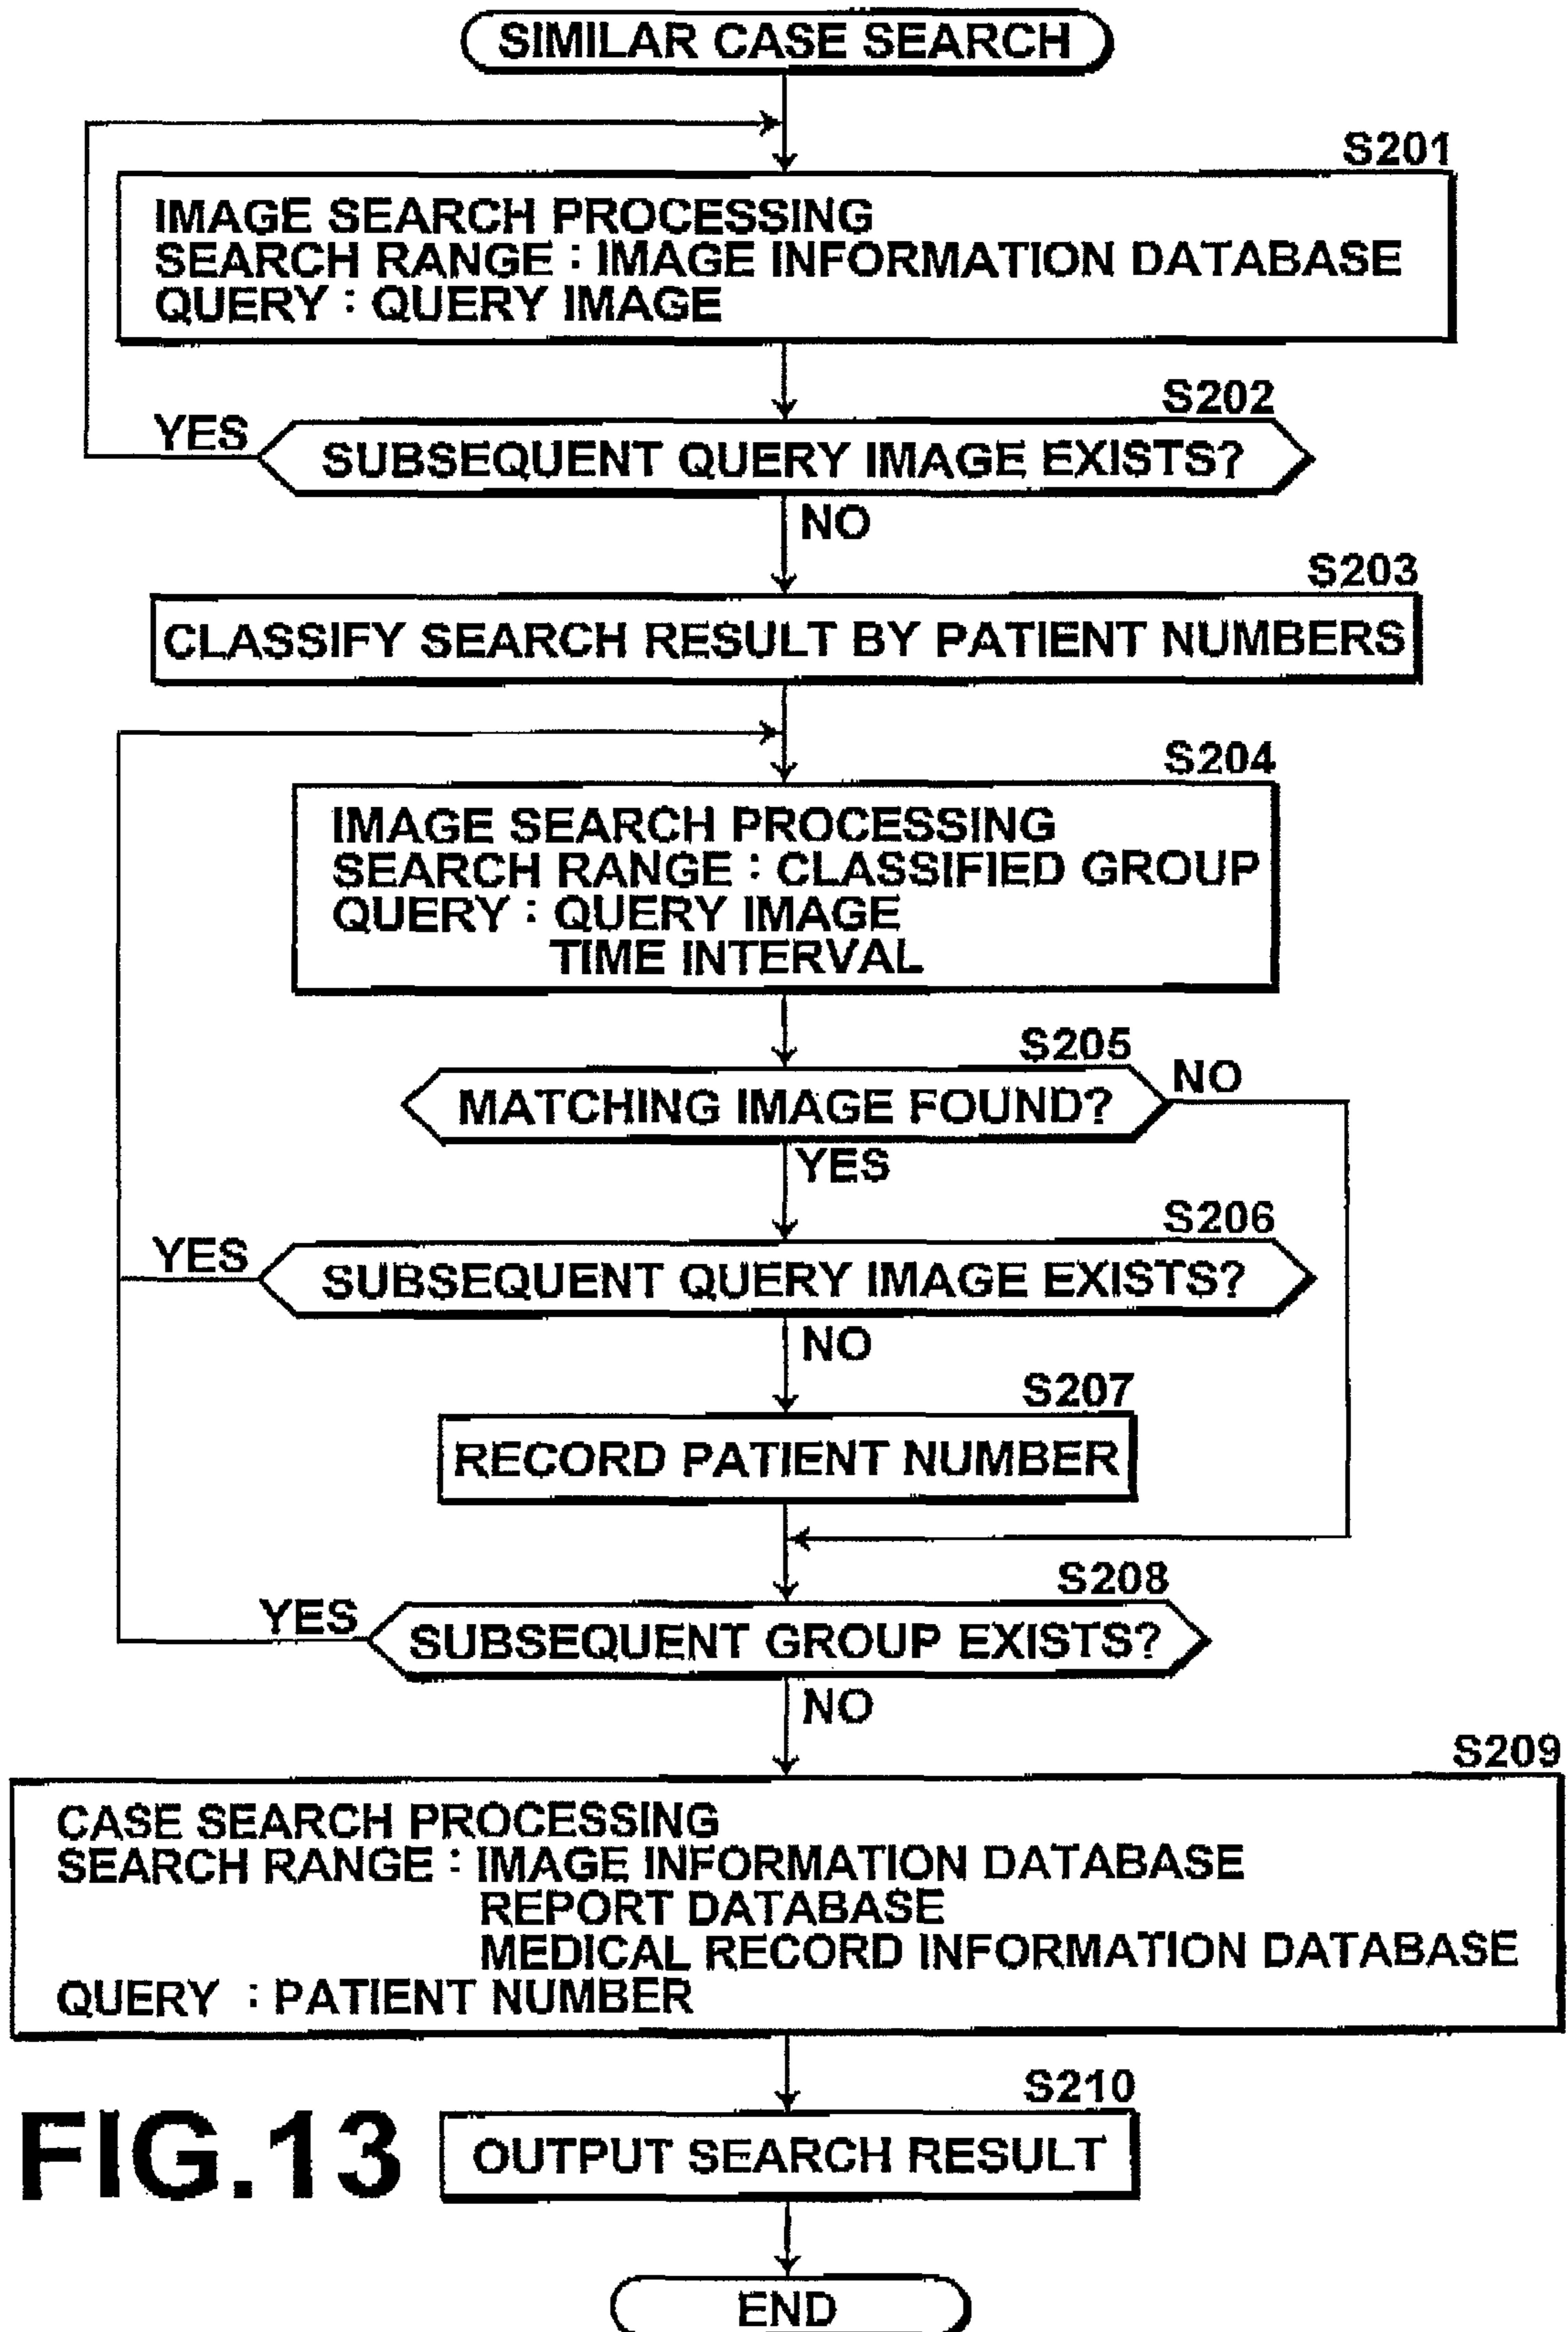 SIMILAR CASE SEARCH
S201
IMAGE SEARCH PROCESSING
SEARCH RANGE : IMAGE INFORMATION DATABASE
QUERY : QUERY IMAGE
S202
YES
SUBSEQUENT QUERY IMAGE EXISTS?
NO
S203
CLASSIFY SEARCH RESULT BY PATIENT NUMBERS
S204
IMAGE SEARCH PROCESSING
SEARCH RANGE : CLASSIFIED GROUP
QUERY : QUERY IMAGE
TIME INTERVAL
S205
NO
MATCHING IMAGE FOUND?
YES
S206
YES
SUBSEQUENT QUERY IMAGE EXISTS?
NO
S207
RECORD PATIENT NUMBER
S208
YES
SUBSEQUENT GROUP EXISTS?
NO
S209
CASE SEARCH PROCESSING
SEARCH RANGE : IMAGE INFORMATION DATABASE
REPORT DATABASE
MEDICAL RECORD INFORMATION DATABASE
QUERY : PATIENT NUMBER
S210
FIG.13
OUTPUT SEARCH RESULT
END